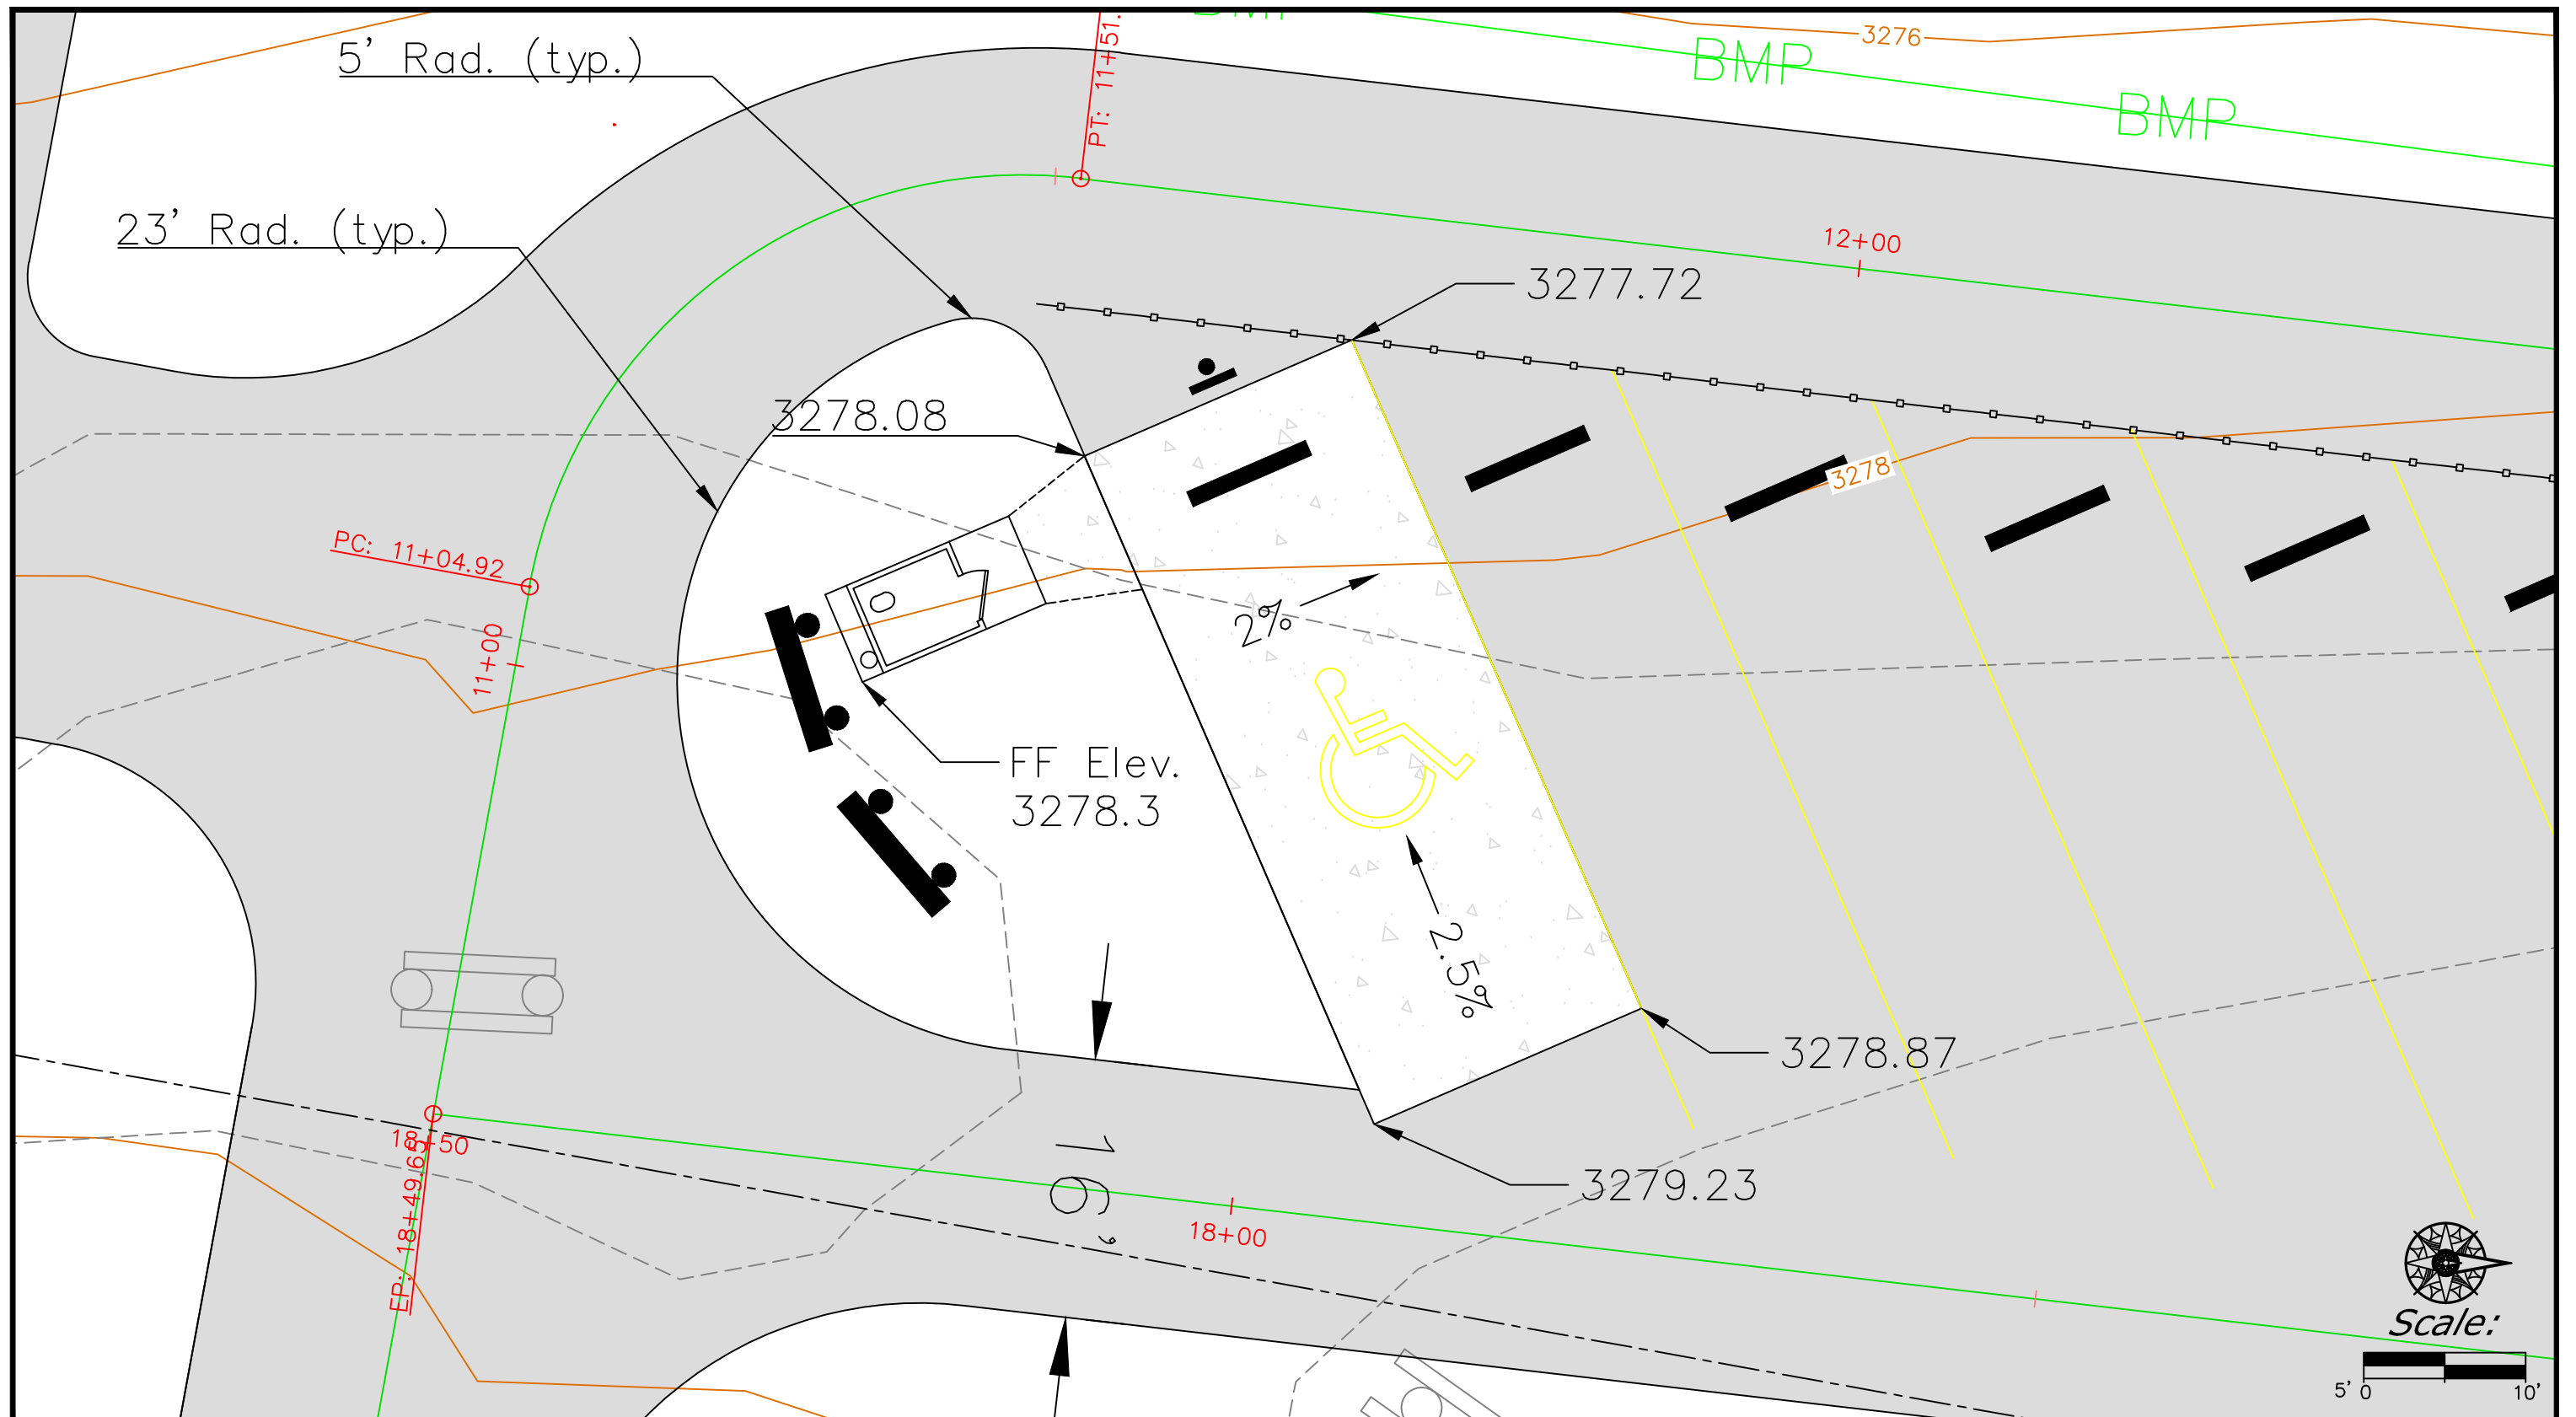 BMP
5' Rad. (typ.)
PT: 11+51.
3276
BMP
BMP
23' Rad. (typ.)
12+00
3277.72
3278.08
3278
PC: 11+04.92
11+00
2%
FF Elev.
3278.3
2.5%
3278.87
18+50
EP: 18+49.65
16'
3279.23
18+00
Scale:
5' 0 10'